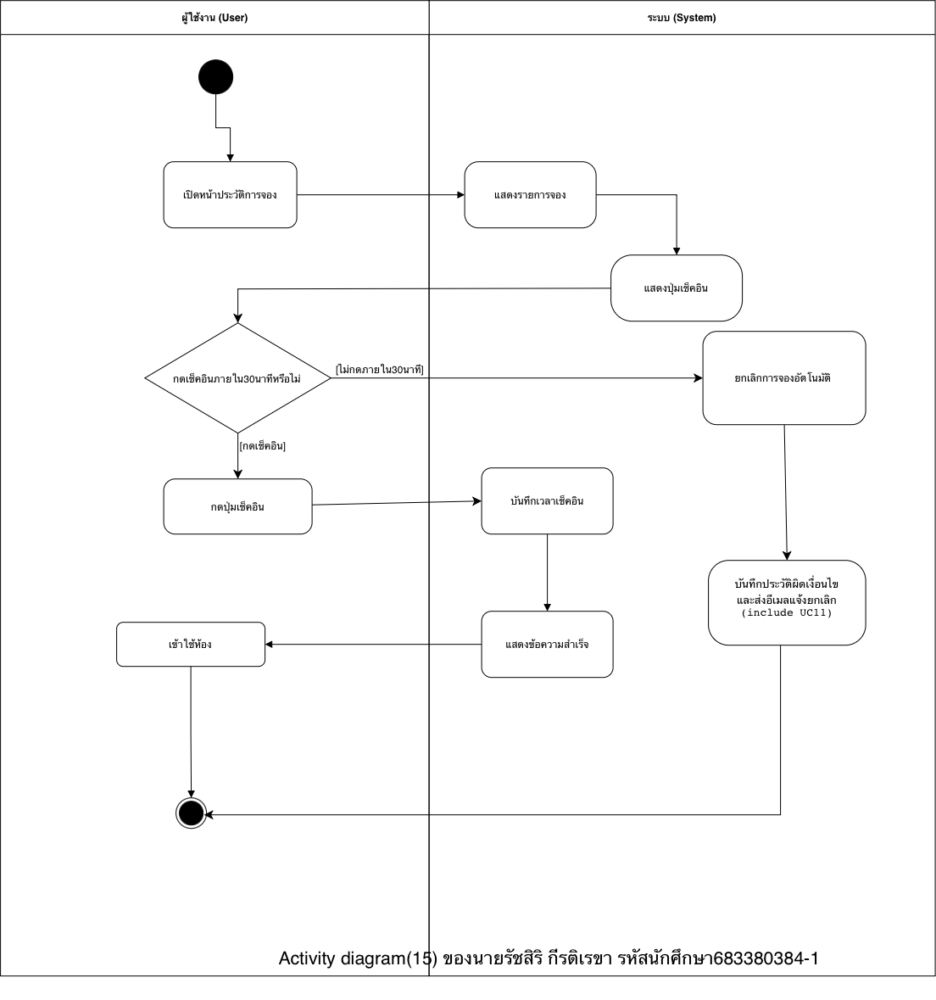 ผู้ใช้งาน (User)
ระบบ (System)
เปิดหน้าประวัติการจอง
แสดงรายการจอง
แสดงปุ่มเช็คอิน
กดเช็คอินภายใน30นาทีหรือไม่
[ไม่กดภายใน30นาที]
ยกเลิกการจองอัตโนมัติ
[กดเช็คอิน]
กดปุ่มเช็คอิน
บันทึกเวลาเช็คอิน
บันทึกประวัติผิดเงื่อนไข
และส่งอีเมลแจ้งยกเลิก
(include UC11)
เข้าใช้ห้อง
แสดงข้อความสำเร็จ
Activity diagram(15) ของนายรัชสิริ กีรติเรขา รหัสนักศึกษา683380384-1